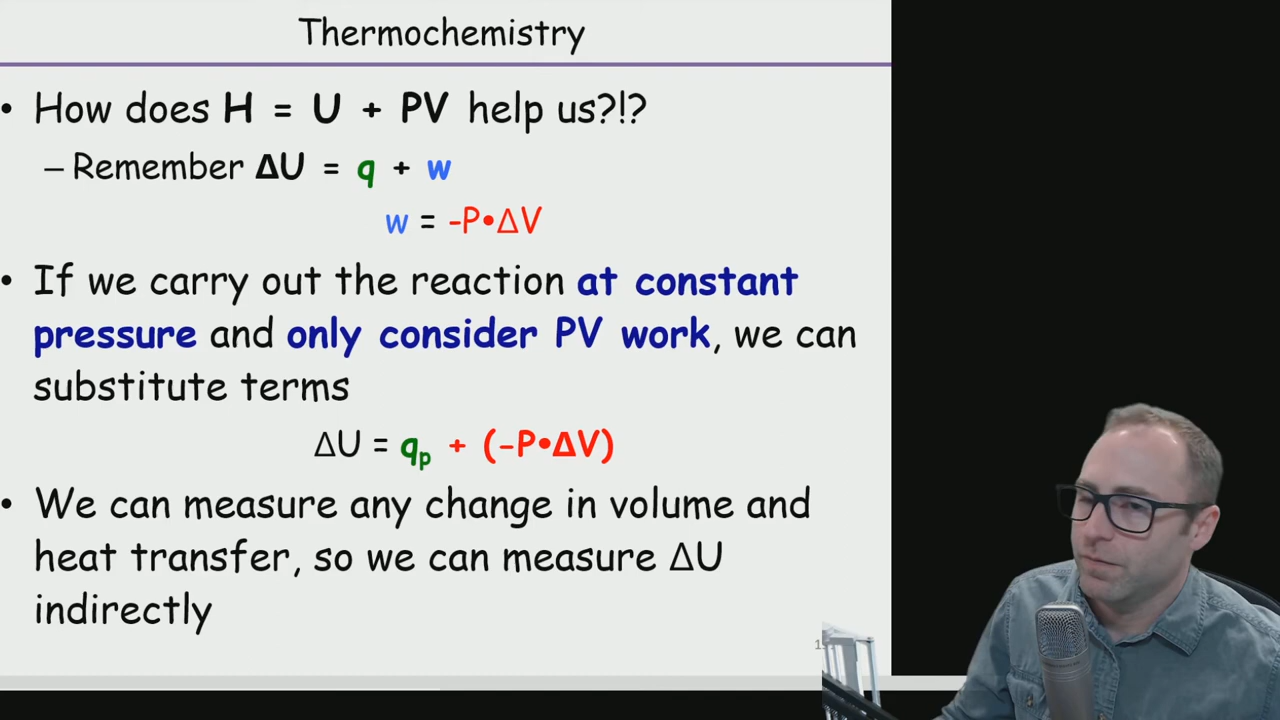 Thermochemistry
• How does H = U + PV help us?!?
– Remember ΔU = q + w
w = -P•ΔV
• If we carry out the reaction at constant
pressure and only consider PV work, we can
substitute terms
ΔU = qp + (-P•ΔV)
• We can measure any change in volume and
heat transfer, so we can measure ΔU
indirectly